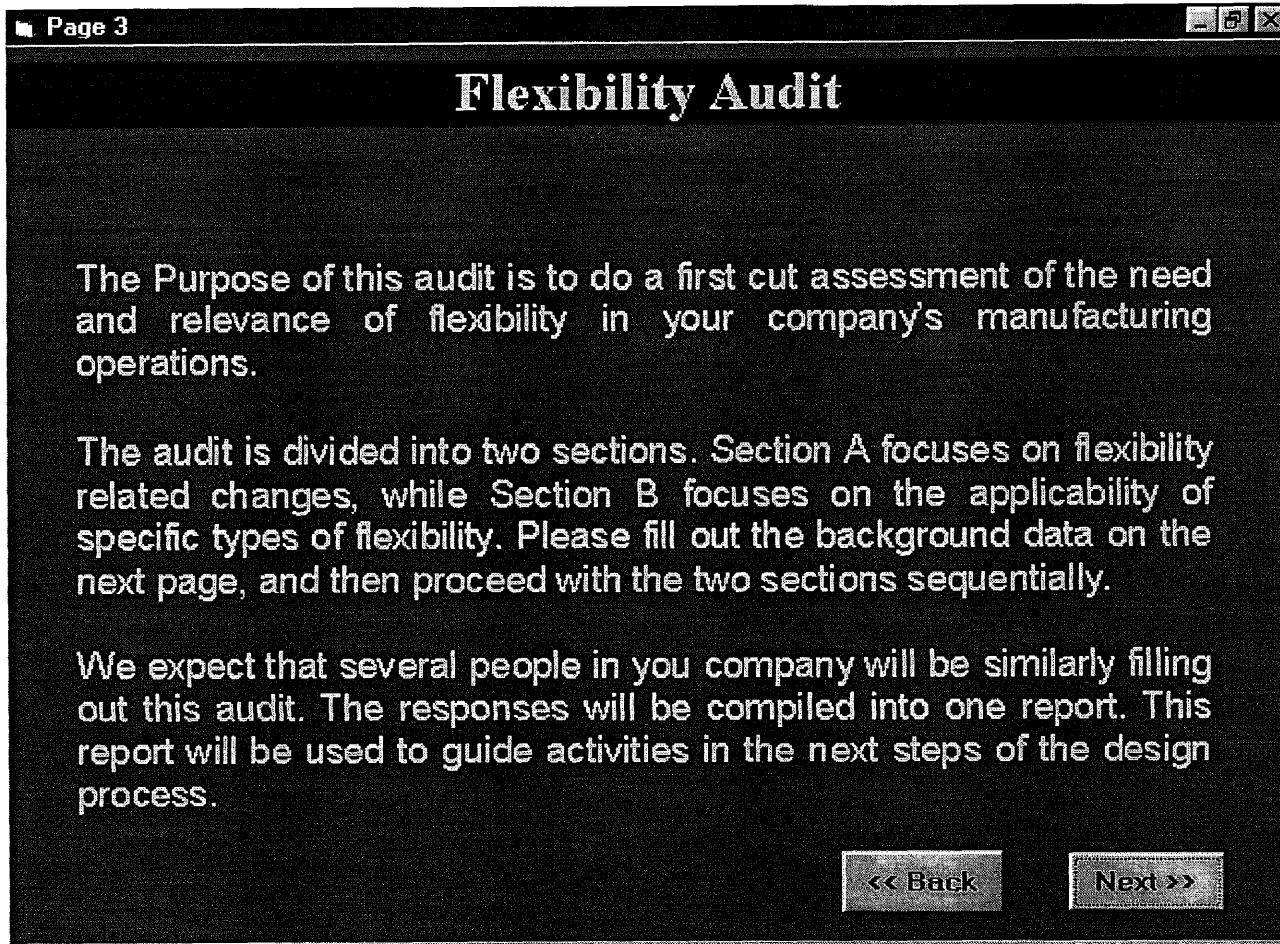 Page 3
Flexibility Audit
The Purpose of this audit is to do a first cut assessment of the need
and relevance of flexibility in your company's manufacturing
operations.
The audit is divided into two sections. Section A focuses on flexibility
related changes, while Section B focuses on the applicability of
specific types of flexibility. Please fill out the background data on the
next page, and then proceed with the two sections sequentially.
We expect that several people in you company will be similarly filling
out this audit. The responses will be compiled into one report. This
report will be used to guide activities in the next steps of the design
process.
<< Back
Next >>